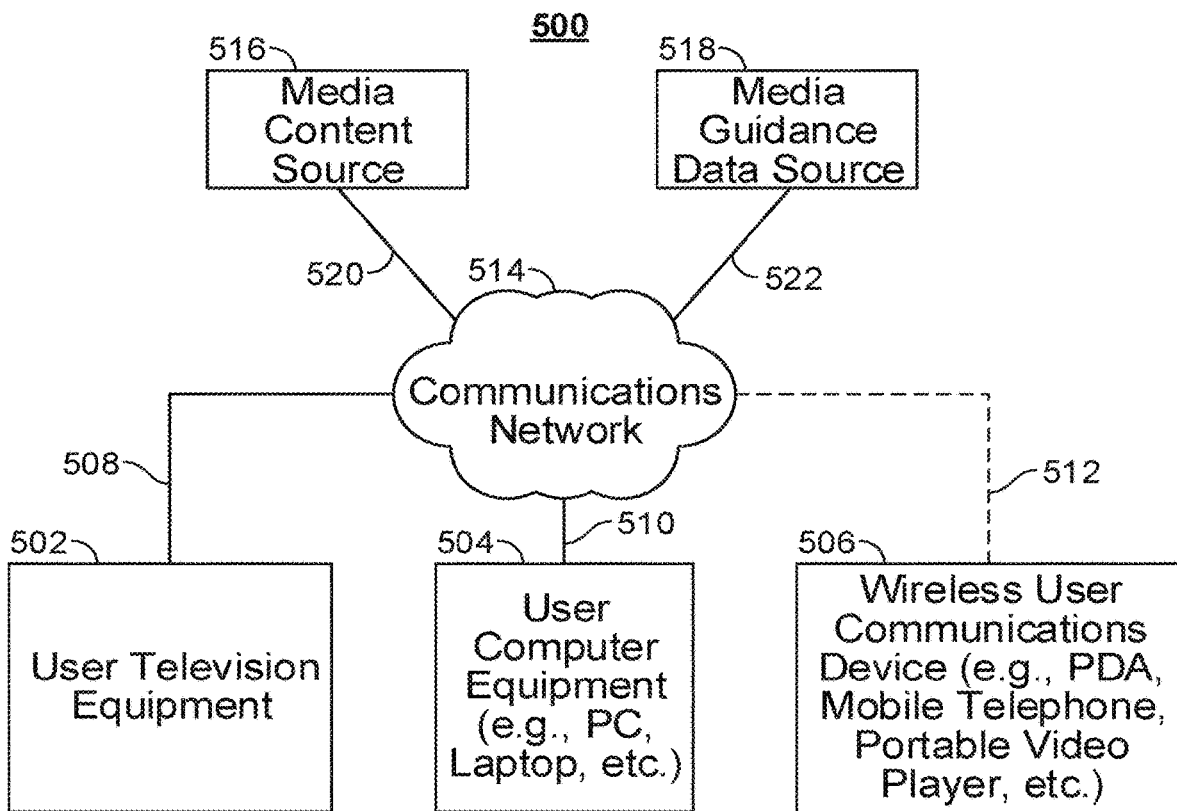 500
516
Media
Content
Source
518
Media
Guidance
Data Source
520
522
514
Communications
Network
508
510
512
502
User Television
Equipment
504
User
Computer
Equipment
(e.g., PC,
Laptop, etc.)
506
Wireless User
Communications
Device (e.g., PDA,
Mobile Telephone,
Portable Video
Player, etc.)